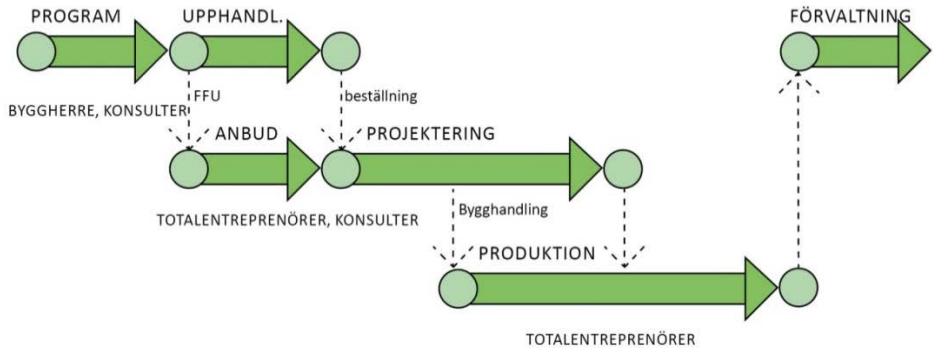 PROGRAM
UPPHANDL.
FÖRVALTNING
FFU
beställning
BYGGHERRE, KONSULTER
ANBUD
PROJEKTERING
Bygghandling
TOTALENTREPRENÖRER, KONSULTER
PRODUKTION
TOTALENTREPRENÖRER